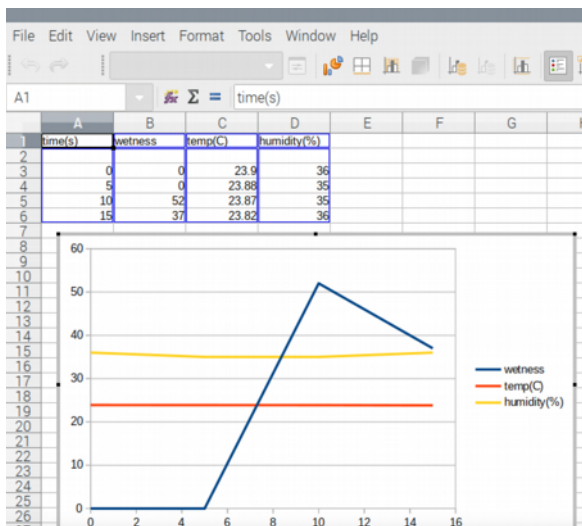 File Edit View Insert Format Tools Window Help
A1 Σ = time(s)
A B C D E F G
1 time(s) wetness temp(C) humidity(%)
2
3 0 0 23.9 36
4 5 0 23.88 35
5 10 52 23.87 35
6 15 37 23.82 36
7
8
9
10
11
12
13
14
15
16
17
18
19
20
21
22
23
24
25
26
60
50
40
30
20
10
0
0 2 4 6 8 10 12 14 16
wetness
temp(C)
humidity(%)